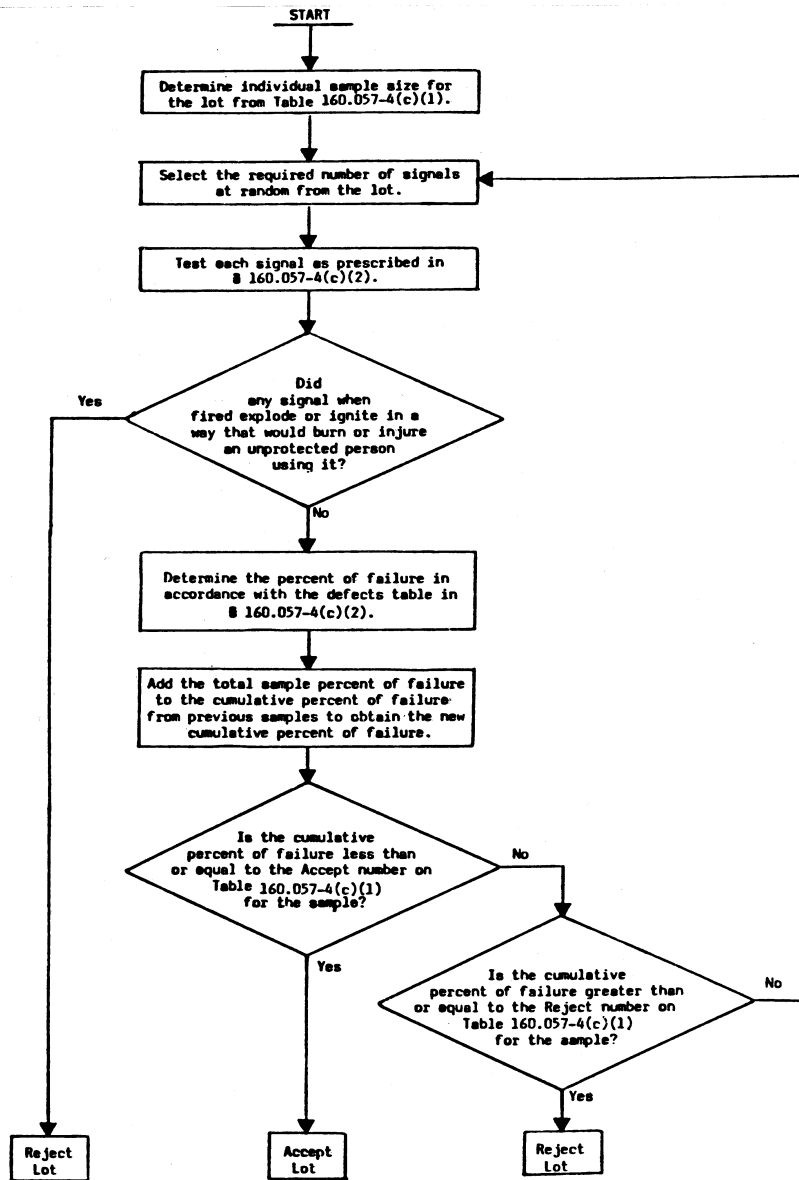 START
Determine individual sample size for
the lot from Table 160.057-4(c)(1).
Select the required number of signals
at random from the lot.
Test each signal as prescribed in
§ 160.057-4(c)(2).
Did
any signal when
fired explode or ignite in a
way that would burn or injure
an unprotected person
using it?
Yes
No
Determine the percent of failure in
accordance with the defects table in
§ 160.057-4(c)(2).
Add the total sample percent of failure
to the cumulative percent of failure
from previous samples to obtain the new
cumulative percent of failure.
Is the cumulative
percent of failure less than
or equal to the Accept number on
Table 160.057-4(c)(1)
for the sample?
No
Yes
Is the cumulative
percent of failure greater than
or equal to the Reject number on
Table 160.057-4(c)(1)
for the sample?
No
Yes
Reject
Lot
Accept
Lot
Reject
Lot